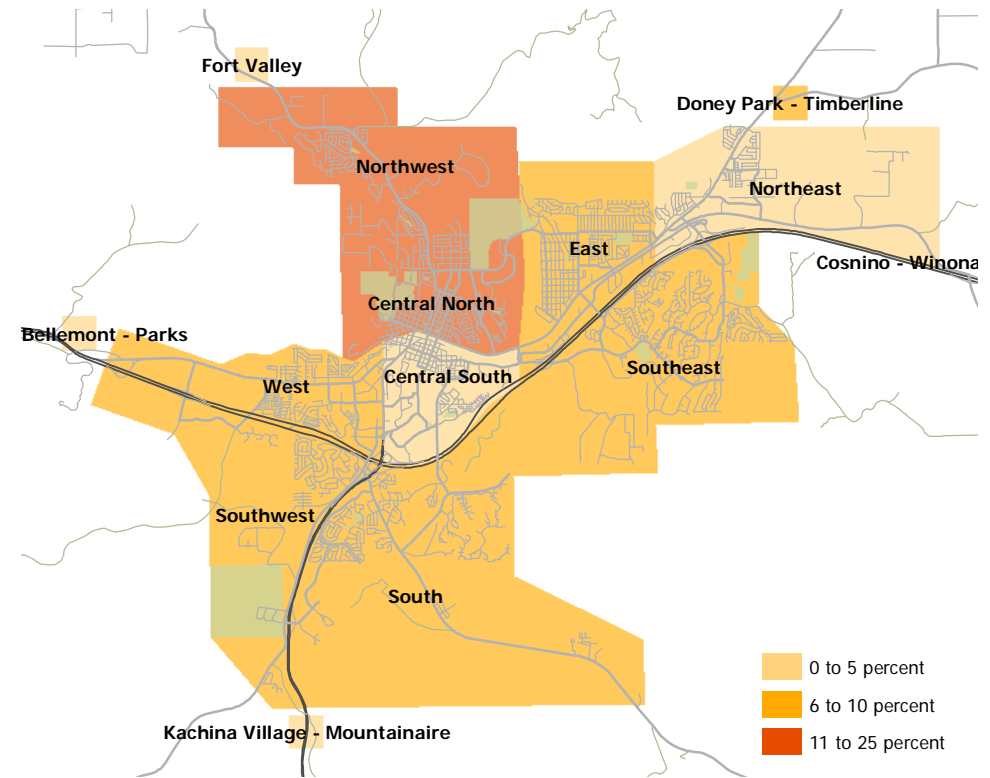 Fort Valley
Doney Park - Timberline
Northwest
Northeast
East
Cosnino - Winona
Central North
Bellemont - Parks
Central South
Southeast
West
Southwest
South
0 to 5 percent
6 to 10 percent
11 to 25 percent
Kachina Village - Mountainaire